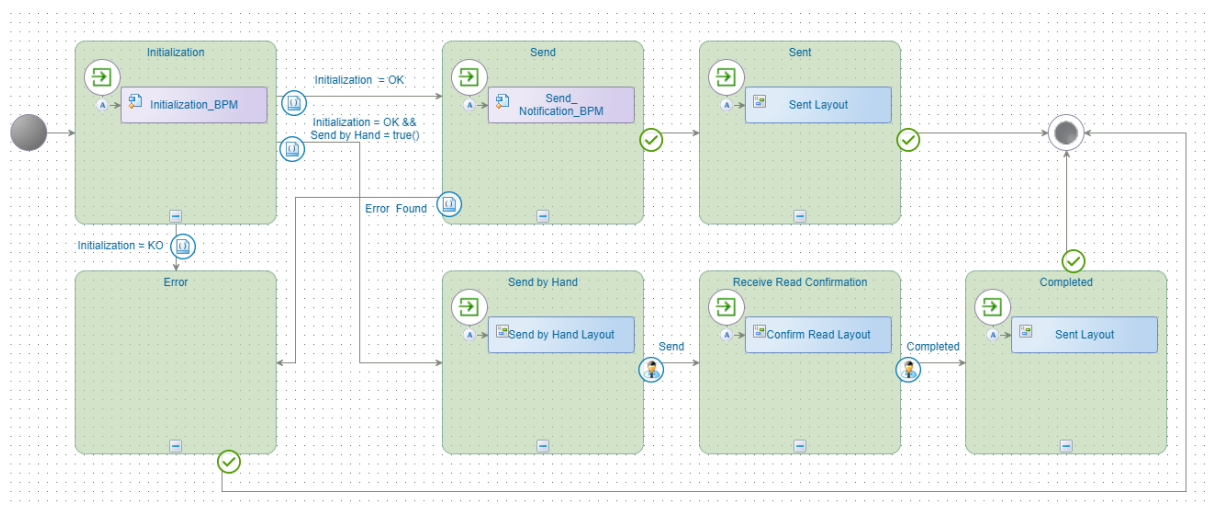 Initialization
Send
Sent
A
Initialization_BPM
Initialization = OK
A
Send_
Notification_BPM
A
Sent Layout
Initialization = OK &&
Send by Hand = true()
Error Found
Initialization = KO
Error
Send by Hand
Receive Read Confirmation
Completed
A
Send by Hand Layout
Send
A
Confirm Read Layout
Completed
A
Sent Layout